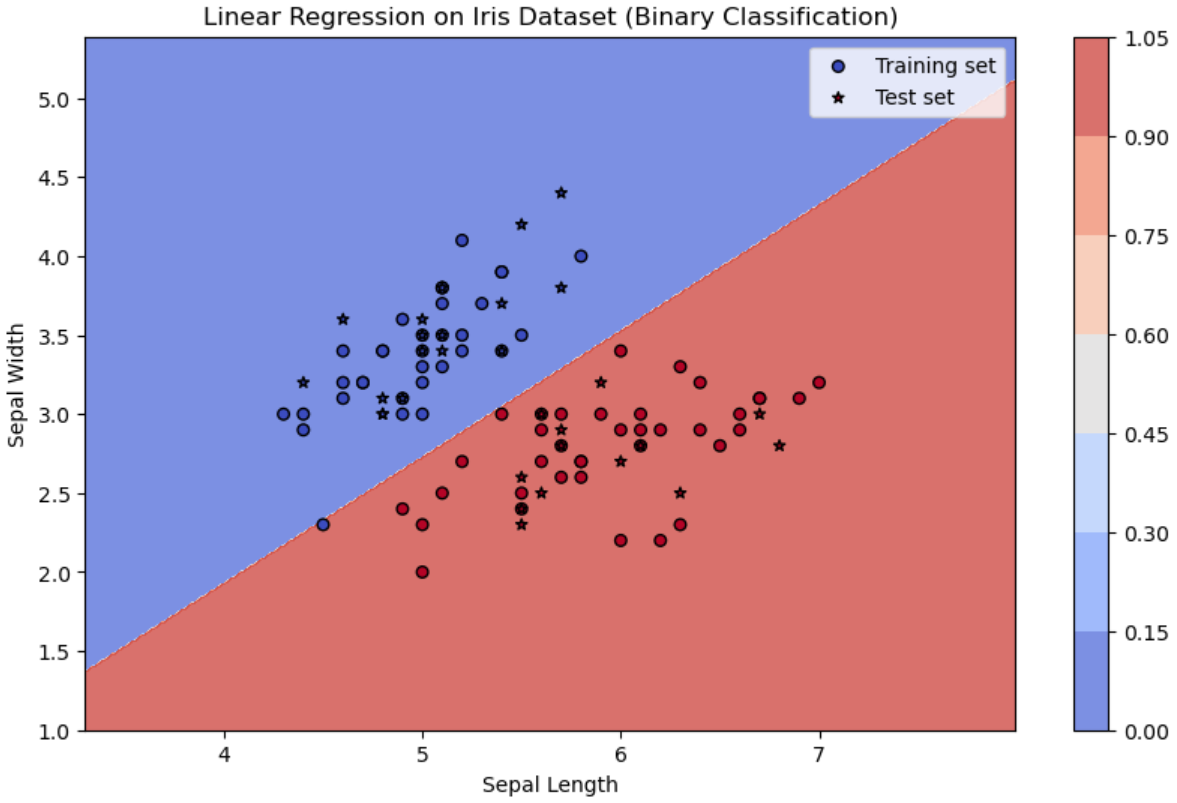 Linear Regression on Iris Dataset (Binary Classification)
Training set
Test set
Sepal Width
5.0
4.5
4.0
3.5
3.0
2.5
2.0
1.5
1.0
4 5 6 7
Sepal Length
1.05
0.90
0.75
0.60
0.45
0.30
0.15
0.00